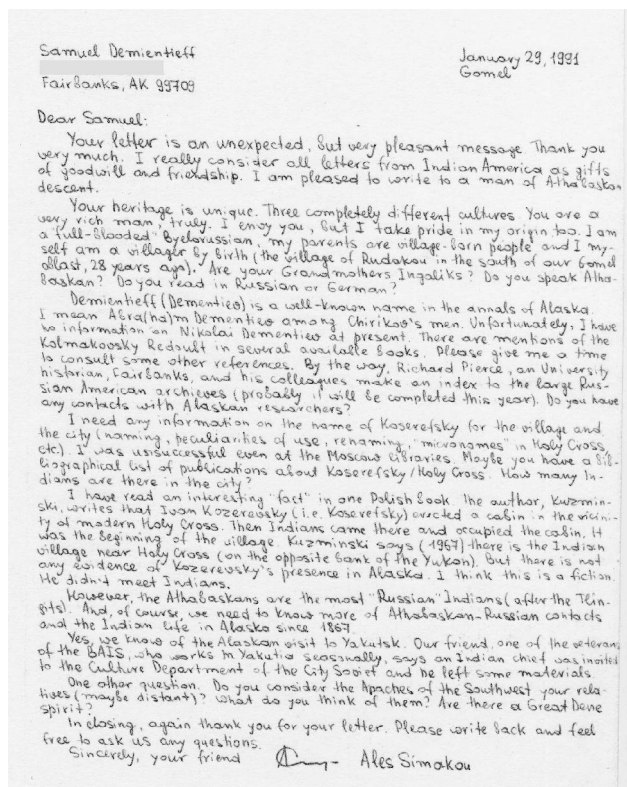 Samuel Demientieff
January 29, 1991
Gomel
Fairbanks, AK 99709
Dear Samuel:
Your letter is an unexpected, but very pleasant message. Thank you
very much. I really consider all letters from Indian America as gifts
of goodwill and friendship. I am pleased to write to a man of Athabaskan
descent.
Your heritage is unique. Three completely different cultures. You are a
very rich man, truly. I envy you, but I take pride in my origin too. I am
a "full-blooded" Byelorussian, my parents are village-born people and I my-
self am a villager by birth (the village of Rudakou in the south of our Gomel
oblast, 28 years ago). Are your Grandmothers Ingaliks? Do you speak Atha-
baskan? Do you read in Russian or German?
Demientieff (Dementiev) is a well-known name in the annals of Alaska.
I mean Abra(ha)m Dementiev among Chirikov's men. Unfortunately, I have
no information on Nikolai Dementiev at present. There are mentions of the
Kolmakovsky Redoubt in several available books. Please give me a time
to consult some other references. By the way, Richard Pierce, an University
historian, Fairbanks, and his colleagues make an index to the large Rus-
sian American archieves (probably it will be completed this year). Do you have
any contacts with Alaskan researchers?
I need any information on the name of Koserefsky for the village and
the city (naming, peculiarities of use, renaming, "micronomes" in Holy Cross,
etc.). I was unsuccessful even at the Moscow libraries. Maybe you have a bib-
liographical list of publications about Koserefsky/Holy Cross. How many In-
dians are there in the city?
I have read an interesting "fact" in one Polish book. The author, Kuzmin-
ski, writes that Ivan Kozerevsky (i.e. Koserefsky) erected a cabin in the vicini-
ty of modern Holy Cross. Then Indians came there and occupied the cabin. It
was the beginning of the village. Kuzminski says (1967) there is the Indian
village near Holy Cross (on the opposite bank of the Yukon). But there is not
any evidence of Kozerevsky's presence in Alaska. I think this is a fiction.
He didn't meet Indians.
However, the Athabaskans are the most "Russian" Indians (after the Tlin-
gits). And, of course, we need to know more of Athabaskan-Russian contacts
and the Indian life in Alaska since 1867.
Yes, we know of the Alaskan visit to Yakutsk. Our friend, one of the veterans
of the BAIS, who works in Yakutia seasonally, says an Indian chief was invited
to the Culture Department of the City Soviet and he left some materials.
One other question. Do you consider the Apaches of the Southwest your rela-
tives (maybe distant)? What do you think of them? Are there a Great Dene
spirit?
In closing, again thank you for your letter. Please write back and feel
free to ask us any questions.
Sincerely, your friend Ales Simakou